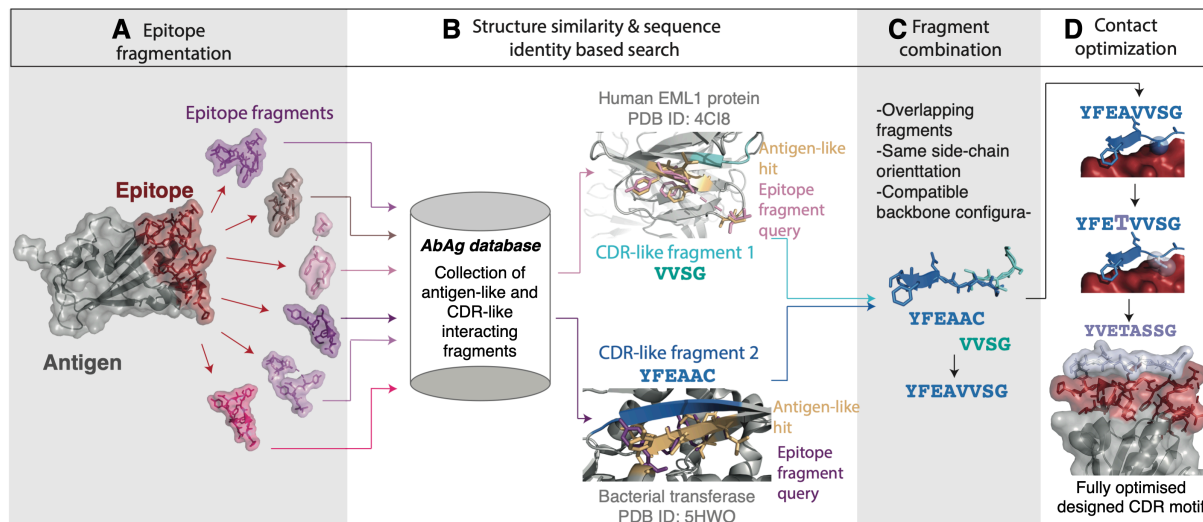 A Epitope
fragmentation
B Structure similarity & sequence
identity based search
C Fragment
combination
D Contact
optimization
Epitope fragments
Epitope
Antigen
AbAg database
Collection of
antigen-like and
CDR-like
interacting
fragments
Human EML1 protein
PDB ID: 4CI8
Antigen-like
hit
Epitope
fragment
query
CDR-like fragment 1
VVSG
CDR-like fragment 2
YFEAAC
Antigen-like
hit
Epitope
fragment
query
Bacterial transferase
PDB ID: 5HWO
-Overlapping
fragments
-Same side-chain
orienttation
-Compatible
backbone configura-
YFEAAC
VVSG
YFEAVVSG
YFEAVVSG
YFETVVSG
YVETASSG
Fully optimised
designed CDR motif